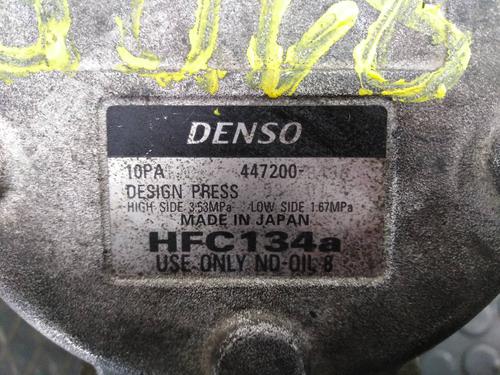 DENSO
10PA 447200-
DESIGN PRESS
HIGH SIDE 3.53MPa LOW SIDE 1.67MPa
MADE IN JAPAN
HFC134a
USE ONLY ND-OIL 8